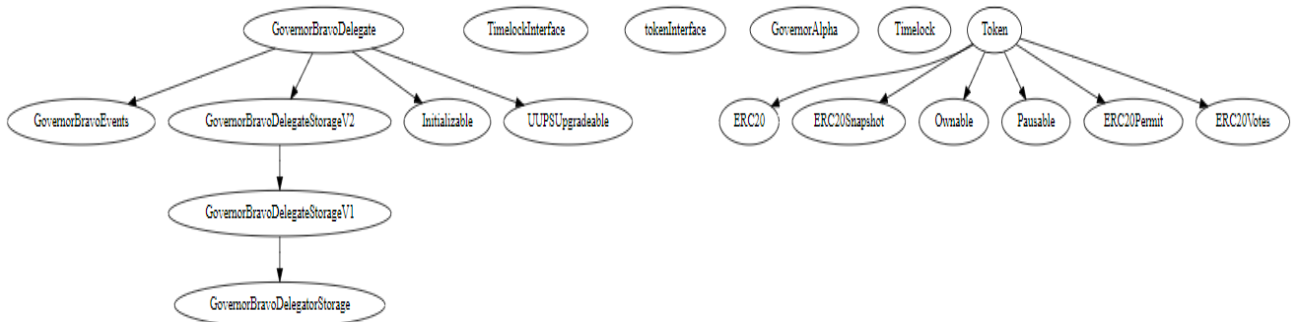 GovernorBravoDelegate TimelockInterface tokenInterface GovernorAlpha Timelock Token
GovernorBravoEvents GovernorBravoDelegateStorageV2 Initializable UUPSUpgradeable ERC20 ERC20Snapshot Ownable Pausable ERC20Permit ERC20Votes
GovernorBravoDelegateStorageV1
GovernorBravoDelegatorStorage